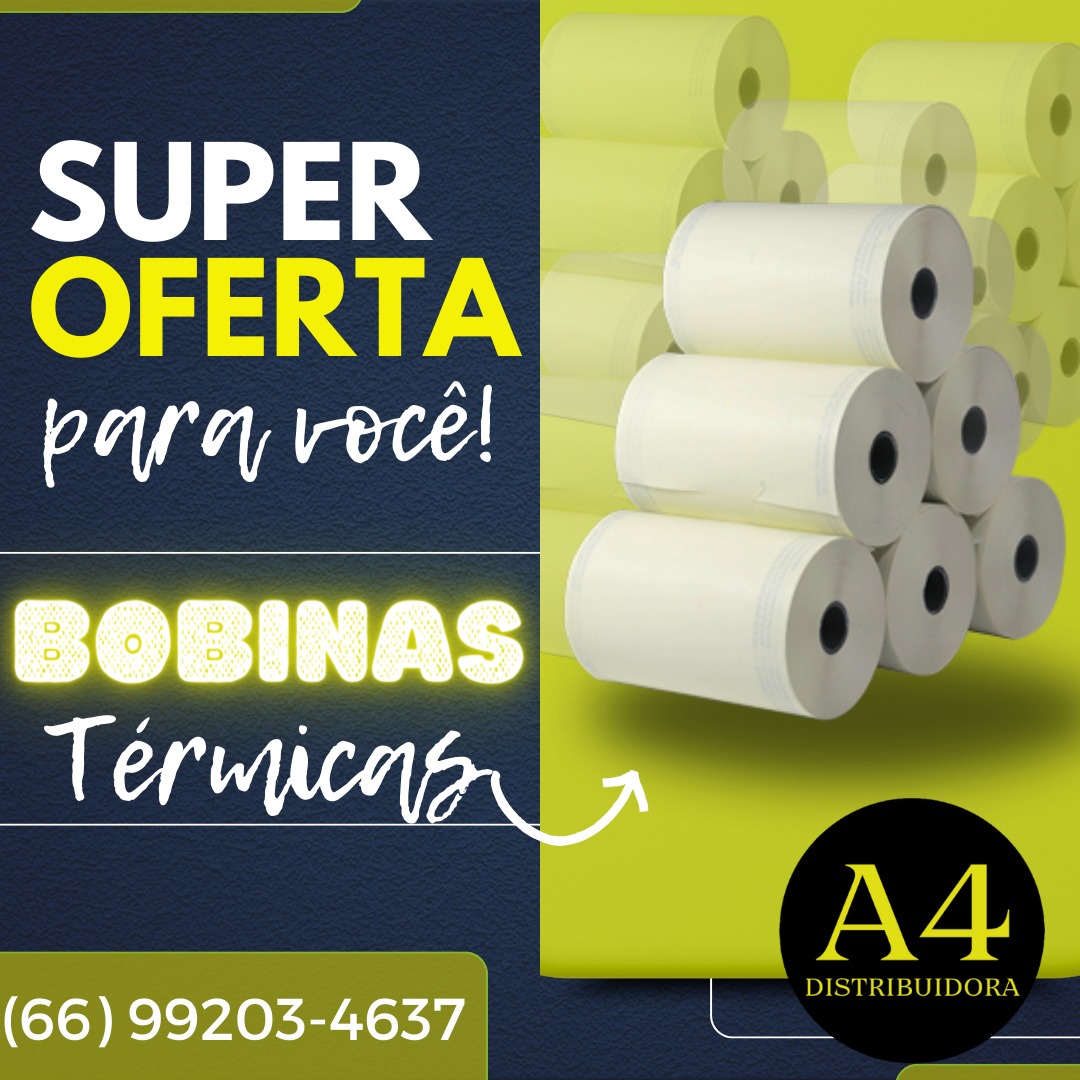 SUPER
OFERTA
para você!
BOBINAS
Térmicas
(66) 99203-4637
A4
DISTRIBUIDORA